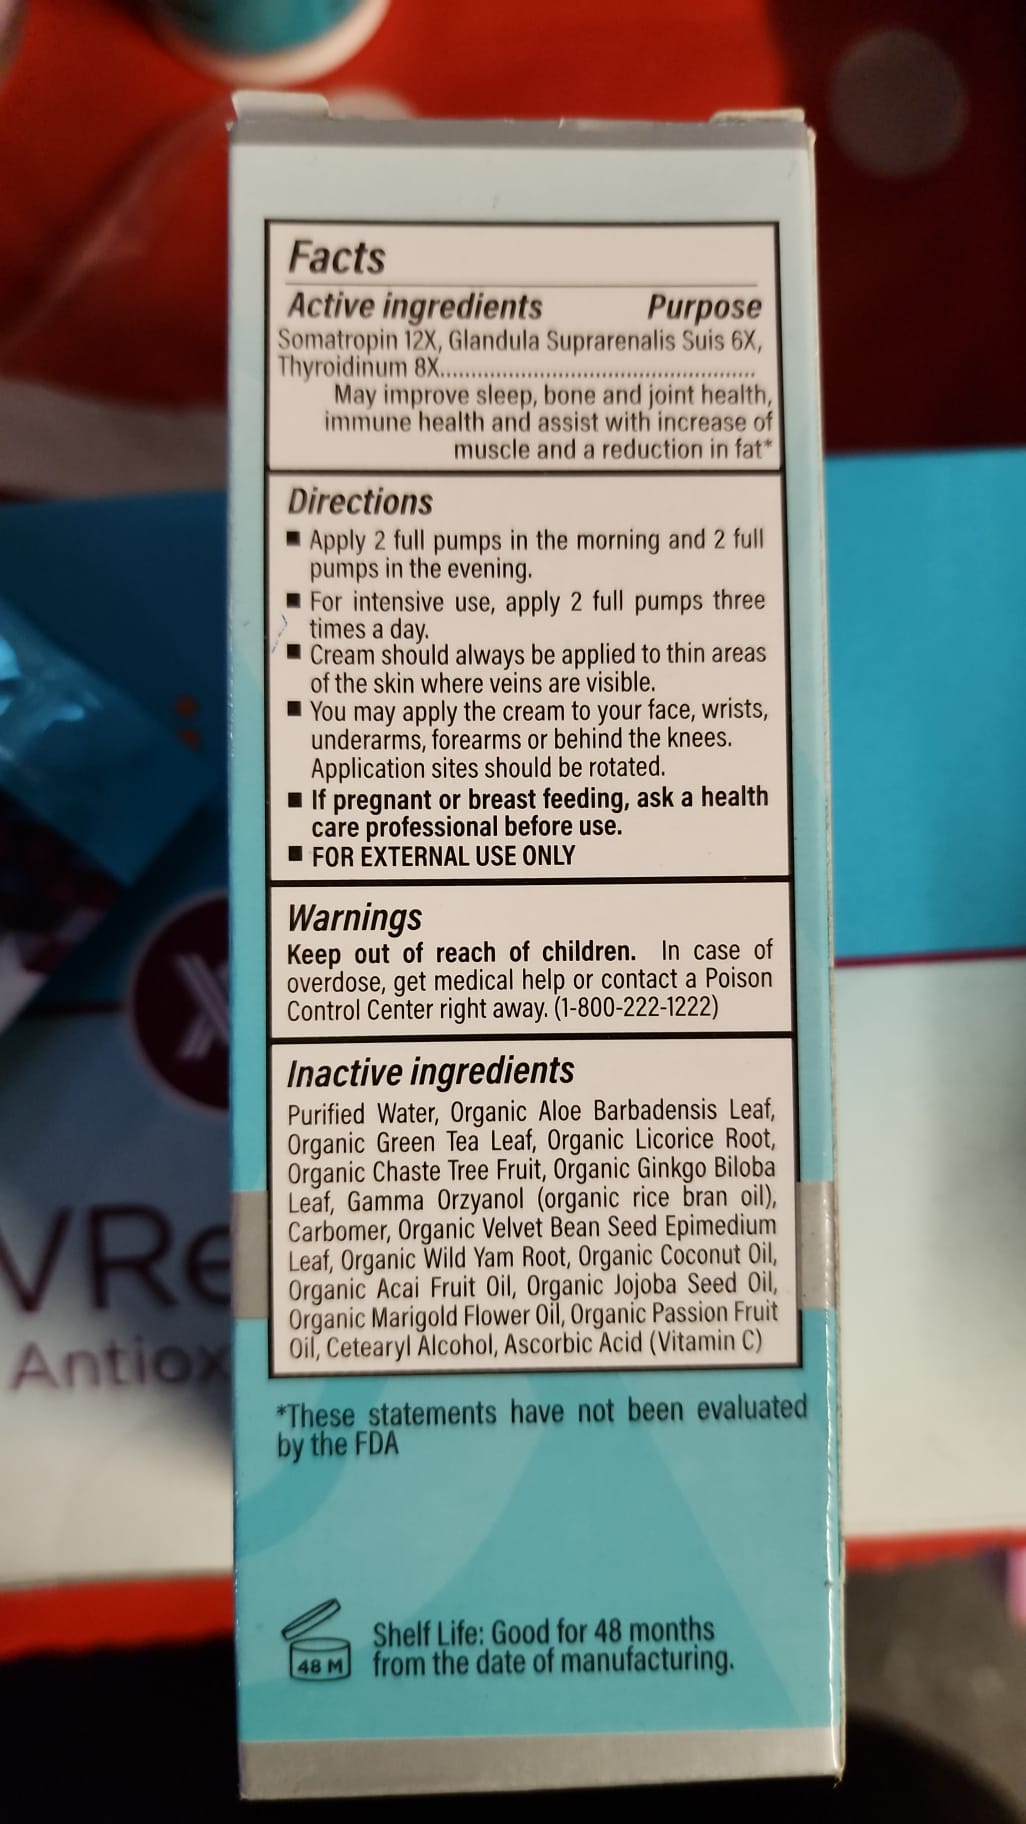 Facts
Active ingredients Purpose
Somatropin 12X, Glandula Suprarenalis Suis 6X,
Thyroidinum 8X......................................................
May improve sleep, bone and joint health,
immune health and assist with increase of
muscle and a reduction in fat*
Directions
■ Apply 2 full pumps in the morning and 2 full
pumps in the evening.
■ For intensive use, apply 2 full pumps three
times a day.
■ Cream should always be applied to thin areas
of the skin where veins are visible.
■ You may apply the cream to your face, wrists,
underarms, forearms or behind the knees.
Application sites should be rotated.
■ If pregnant or breast feeding, ask a health
care professional before use.
■ FOR EXTERNAL USE ONLY
Warnings
Keep out of reach of children. In case of
overdose, get medical help or contact a Poison
Control Center right away. (1-800-222-1222)
Inactive ingredients
Purified Water, Organic Aloe Barbadensis Leaf,
Organic Green Tea Leaf, Organic Licorice Root,
Organic Chaste Tree Fruit, Organic Ginkgo Biloba
Leaf, Gamma Orzyanol (organic rice bran oil),
Carbomer, Organic Velvet Bean Seed Epimedium
Leaf, Organic Wild Yam Root, Organic Coconut Oil,
Organic Acai Fruit Oil, Organic Jojoba Seed Oil,
Organic Marigold Flower Oil, Organic Passion Fruit
Oil, Cetearyl Alcohol, Ascorbic Acid (Vitamin C)
*These statements have not been evaluated
by the FDA
48 M
Shelf Life: Good for 48 months
from the date of manufacturing.
VRe
Antiox